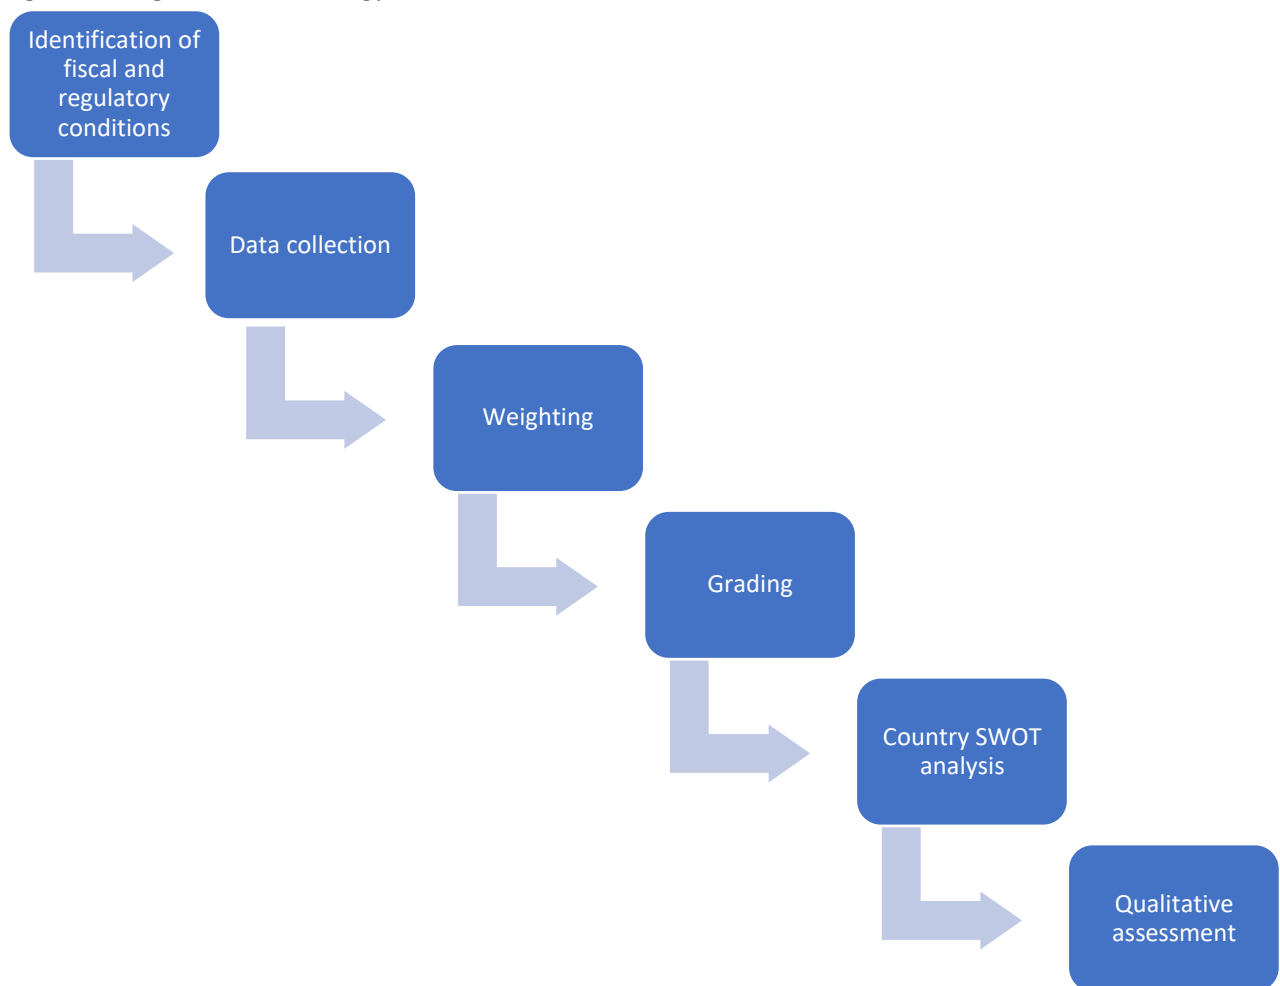 Identification of
fiscal and
regulatory
conditions
Data collection
Weighting
Grading
Country SWOT
analysis
Qualitative
assessment